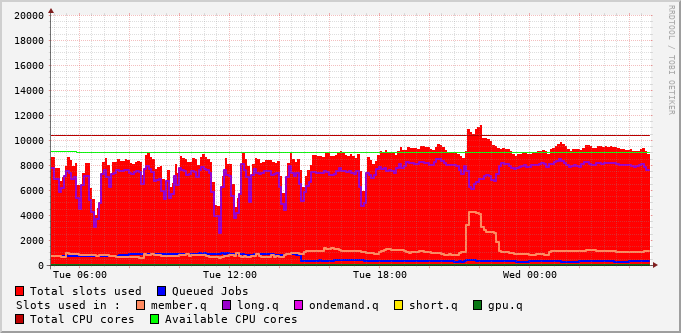 20000
18000
16000
14000
12000
10000
8000
6000
4000
2000
0
Tue 06:00 Tue 12:00 Tue 18:00 Wed 00:00
RRDTOOL / TOBI OETIKER
Total slots used Queued Jobs
Slots used in : member.q long.q ondemand.q short.q gpu.q
Total CPU cores Available CPU cores